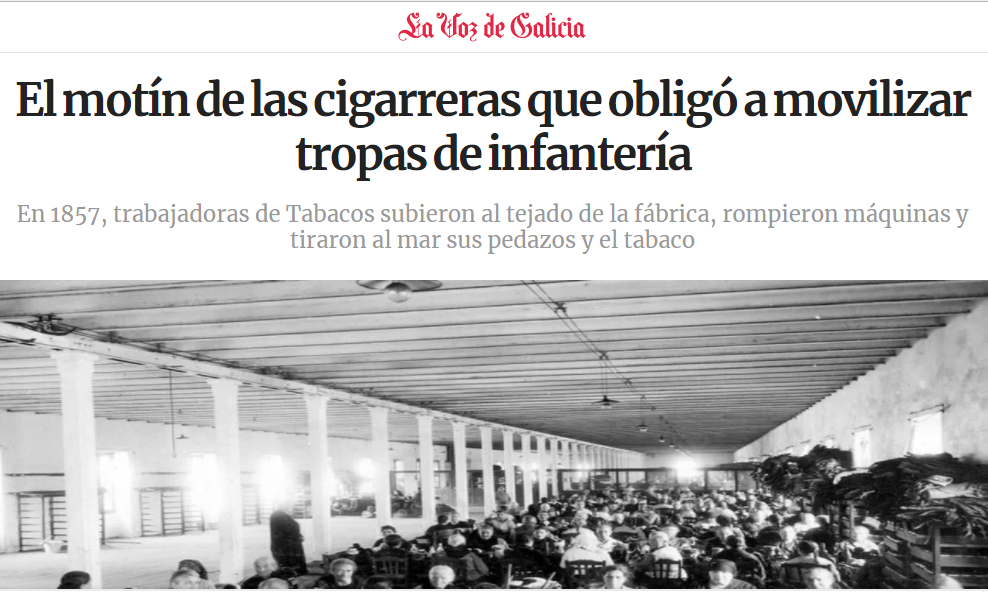 La Voz de Galicia
El motín de las cigarreras que obligó a movilizar
tropas de infantería
En 1857, trabajadoras de Tabacos subieron al tejado de la fábrica, rompieron máquinas y
tiraron al mar sus pedazos y el tabaco